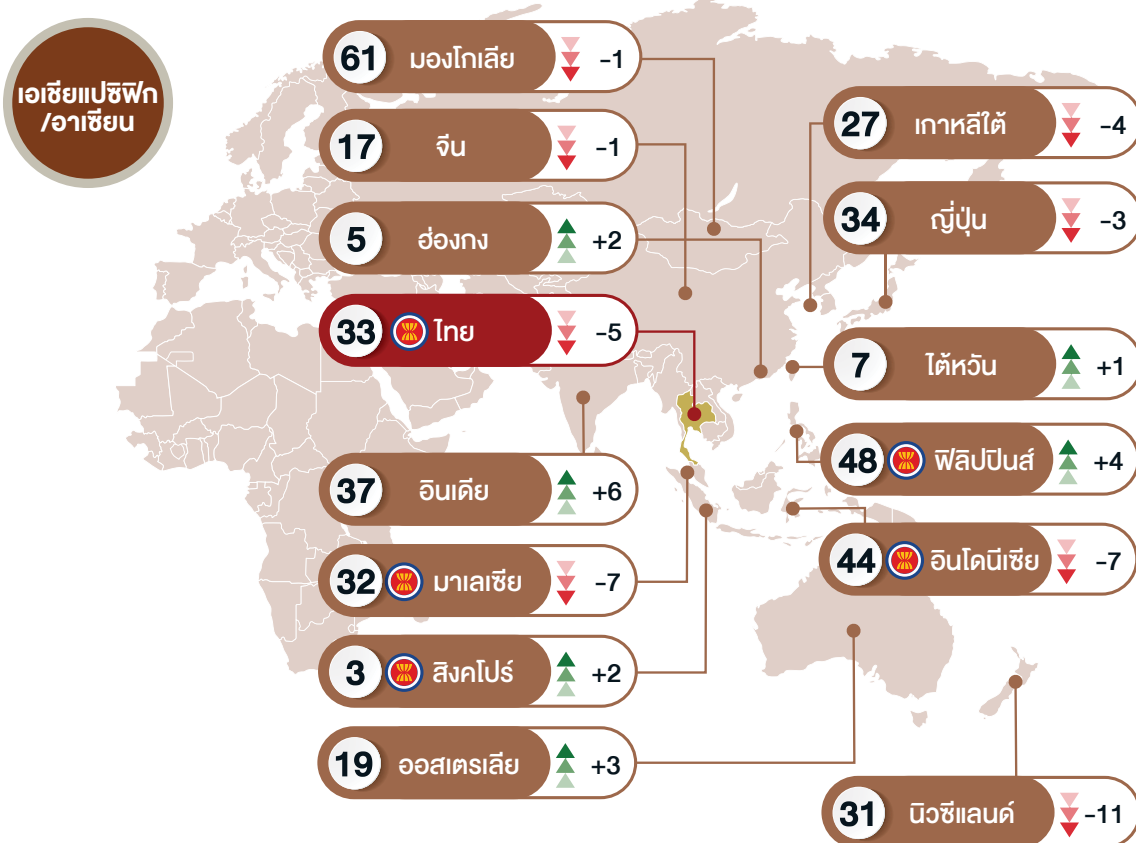 เอเชียแปซิฟิก
/อาเซียน
61 มองโกเลีย -1
17 จีน -1
5 ฮ่องกง +2
33 ไทย -5
37 อินเดีย +6
32 มาเลเซีย -7
3 สิงคโปร์ +2
19 ออสเตรเลีย +3
27 เกาหลีใต้ -4
34 ญี่ปุ่น -3
7 ไต้หวัน +1
48 ฟิลิปปินส์ +4
44 อินโดนีเซีย -7
31 นิวซีแลนด์ -11